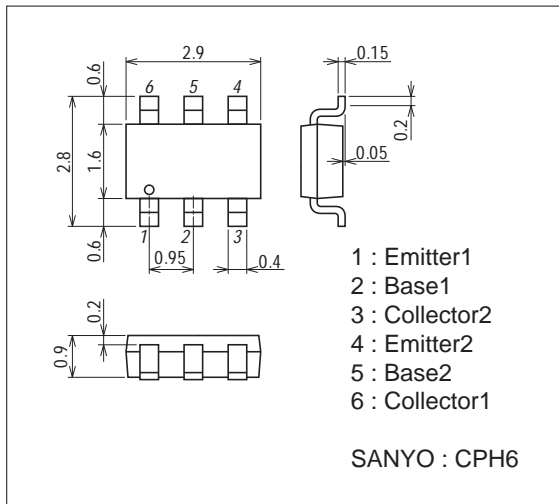 2.9
0.15
0.6
6 5 4
0.2
2.8
1.6
0.05
0.6
1 2 3
0.95
0.4
1 : Emitter1
2 : Base1
3 : Collector2
4 : Emitter2
5 : Base2
6 : Collector1
0.2
0.9
SANYO : CPH6